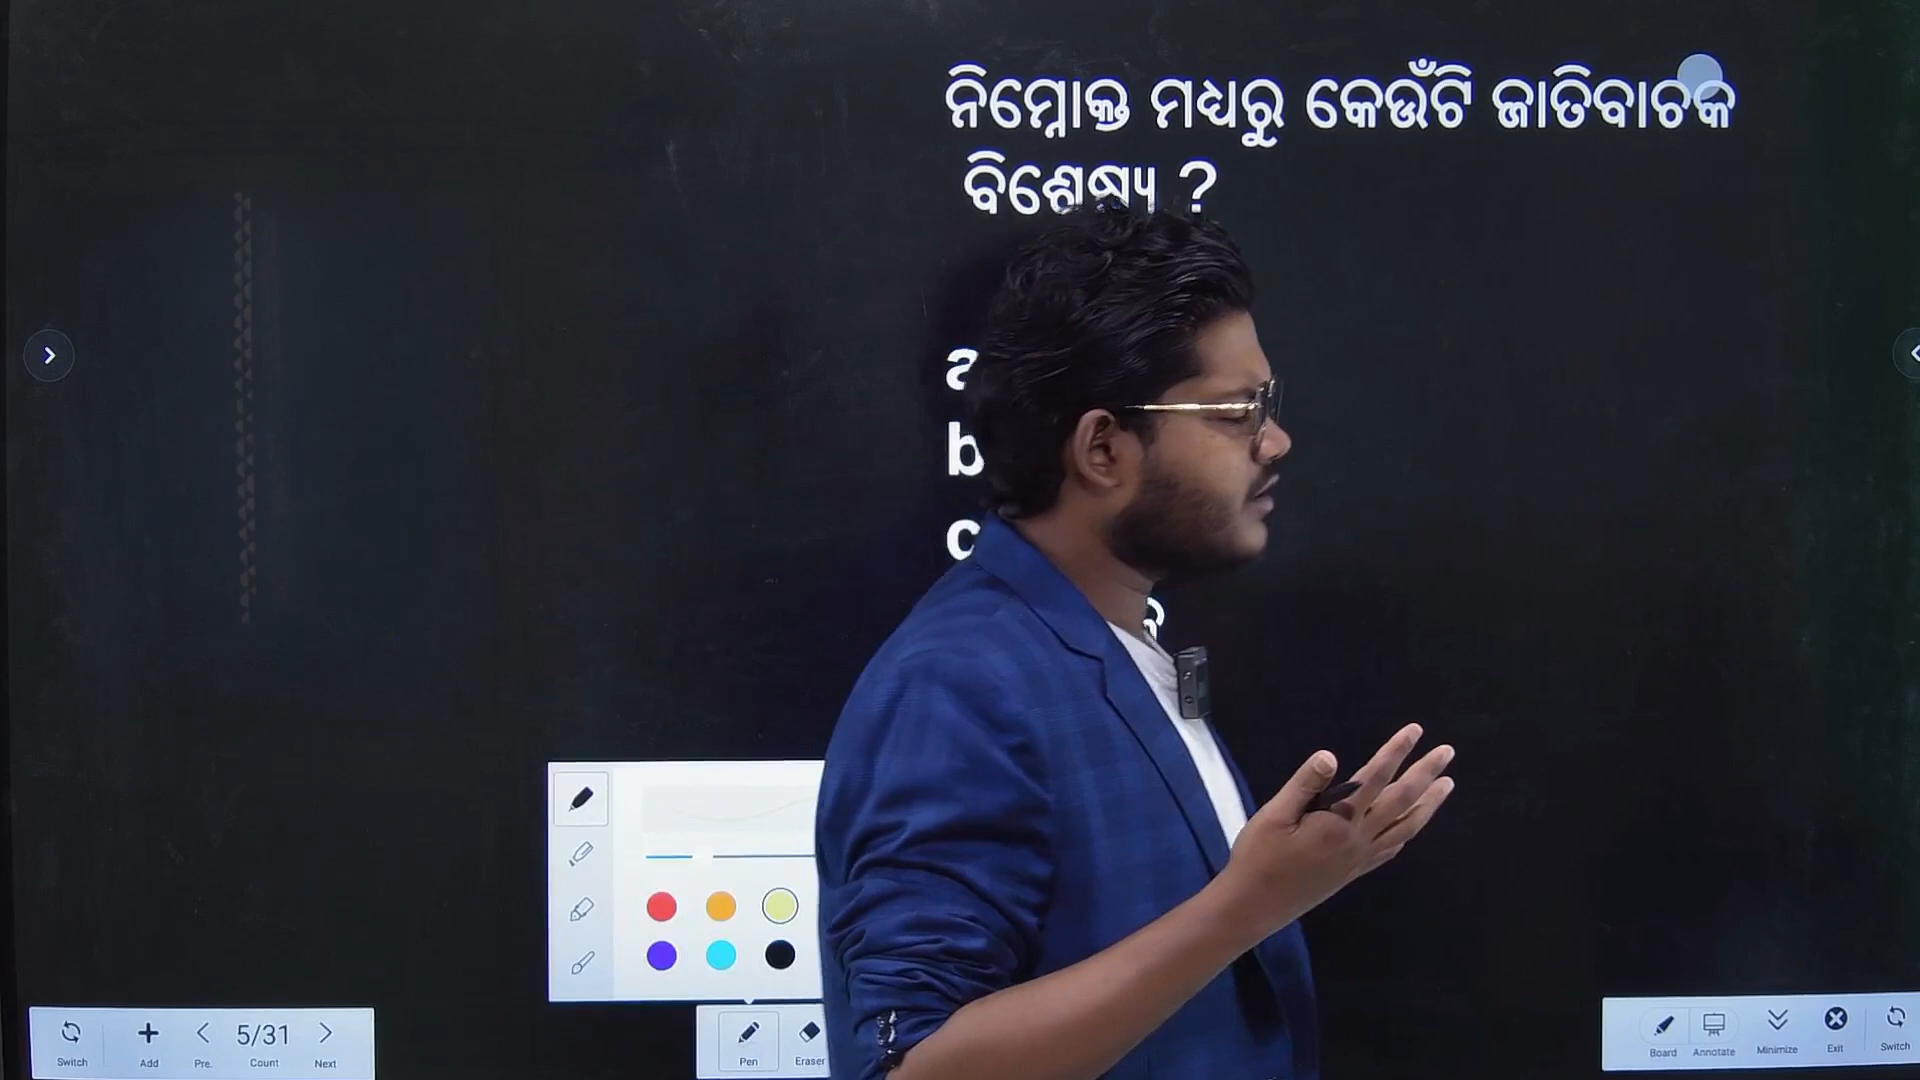 ନିମ୍ନୋକ୍ତ ମଧ୍ୟରୁ କେଉଁଟି ଜାତିବାଚକ
ବିଶେଷ୍ୟ ?
a
b
c
5/31
Switch Add Pre. Count Next
Pen Eraser
Board Annotate Minimize Exit Switch